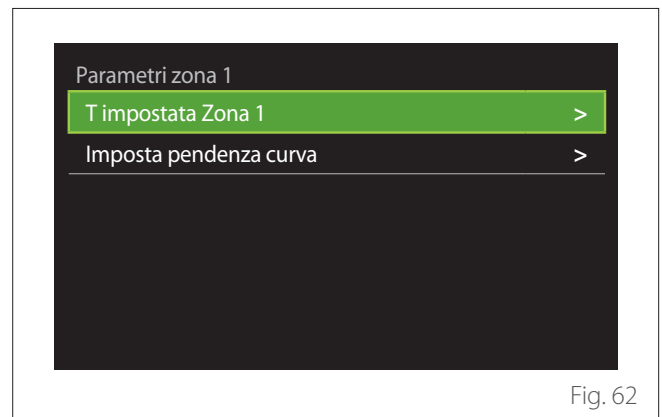 Parametri zona 1
T impostata Zona 1 >
Imposta pendenza curva >
Fig. 62